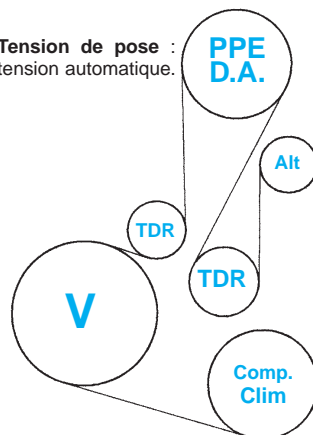 Tension de pose :
tension automatique.
PPE
D.A.
Alt
TDR
TDR
V
Comp.
Clim